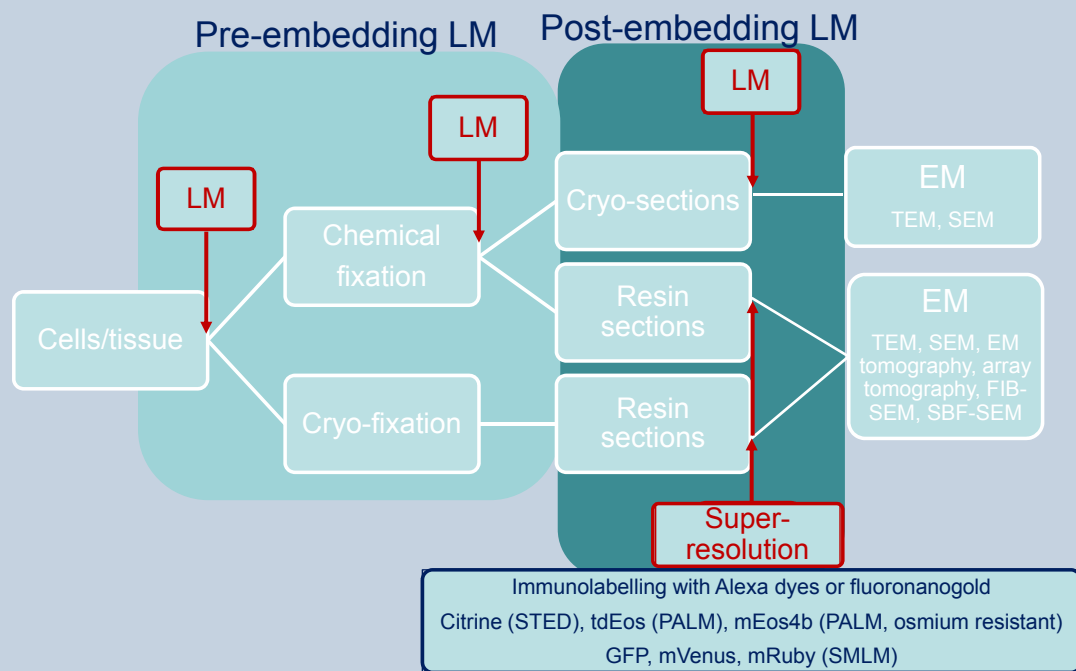 Pre-embedding LM
Post-embedding LM
LM
LM
LM
Cells/tissue
Chemical
fixation
Cryo-fixation
Cryo-sections
Resin
sections
Resin
sections
EM
TEM, SEM
EM
TEM, SEM, EM
tomography, array
tomography, FIB-
SEM, SBF-SEM
Super-
resolution
Immunolabelling with Alexa dyes or fluoronanogold
Citrine (STED), tdEos (PALM), mEos4b (PALM, osmium resistant)
GFP, mVenus, mRuby (SMLM)